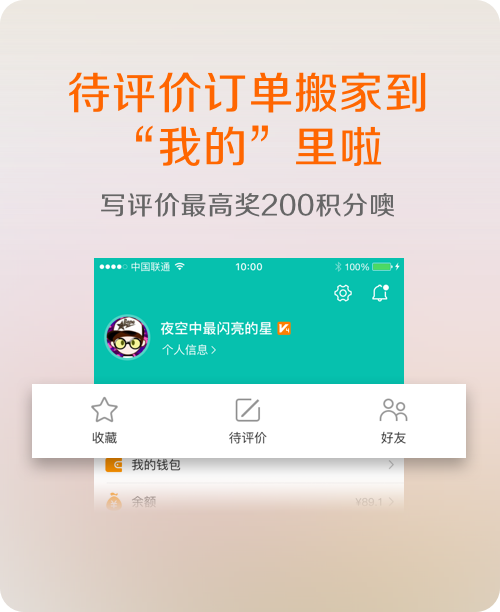 待评价订单搬家到
“我的”里啦
写评价最高奖200积分噢
中国联通 10:00 100%
夜空中最闪亮的星
个人信息
收藏 待评价 好友
我的钱包
余额 ¥89.1